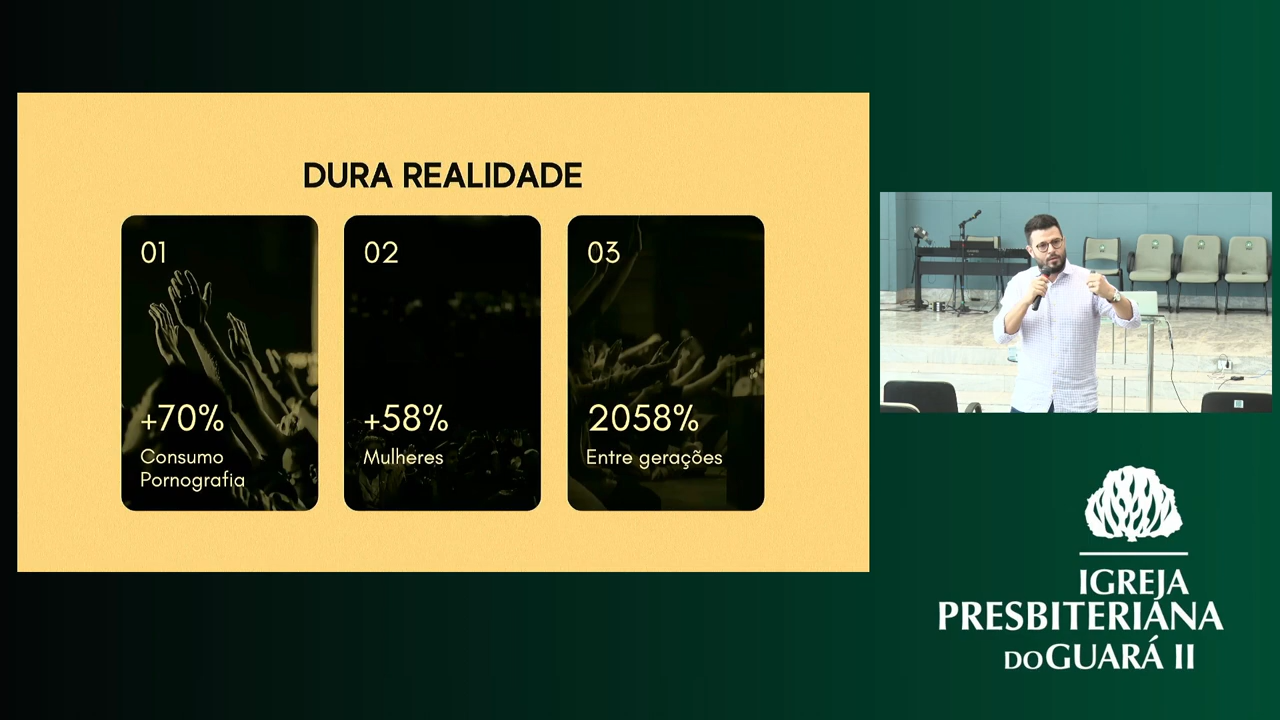 DURA REALIDADE
01
+70%
Consumo
Pornografia
02
+58%
Mulheres
03
2058%
Entre gerações
IGREJA
PRESBITERIANA
DO GUARÁ II